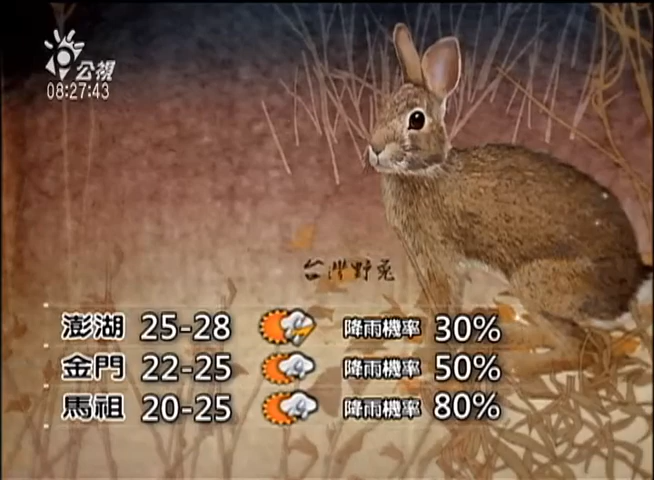 公視
08:27:43
台灣野兔
澎湖 25-28 降雨機率 30%
金門 22-25 降雨機率 50%
馬祖 20-25 降雨機率 80%